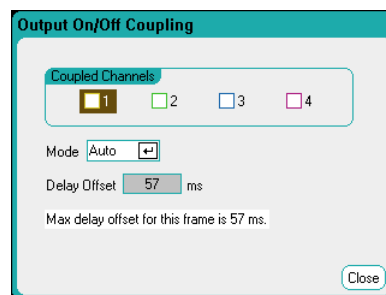 Output On/Off Coupling
Coupled Channels
1 2 3 4
Mode Auto
Delay Offset 57 ms
Max delay offset for this frame is 57 ms.
Close